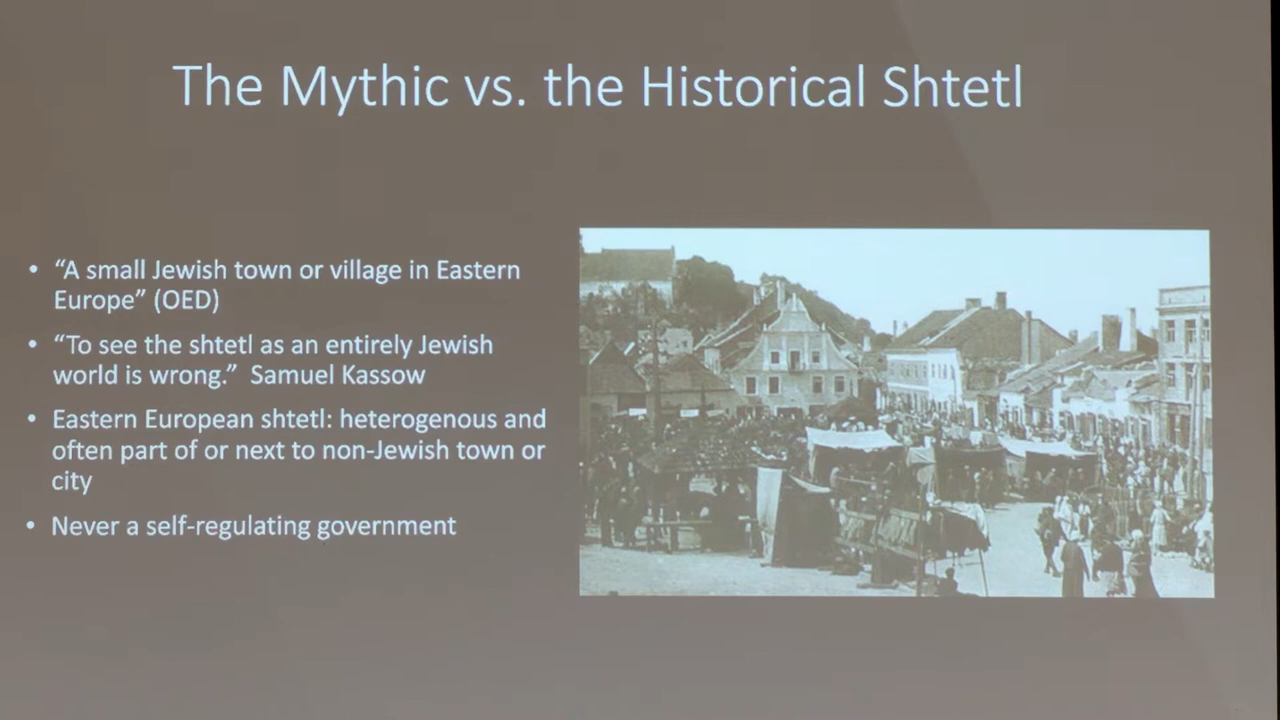 The Mythic vs. the Historical Shtetl
• “A small Jewish town or village in Eastern
Europe” (OED)
• “To see the shtetl as an entirely Jewish
world is wrong.”  Samuel Kassow
• Eastern European shtetl: heterogenous and
often part of or next to non-Jewish town or
city
• Never a self-regulating government